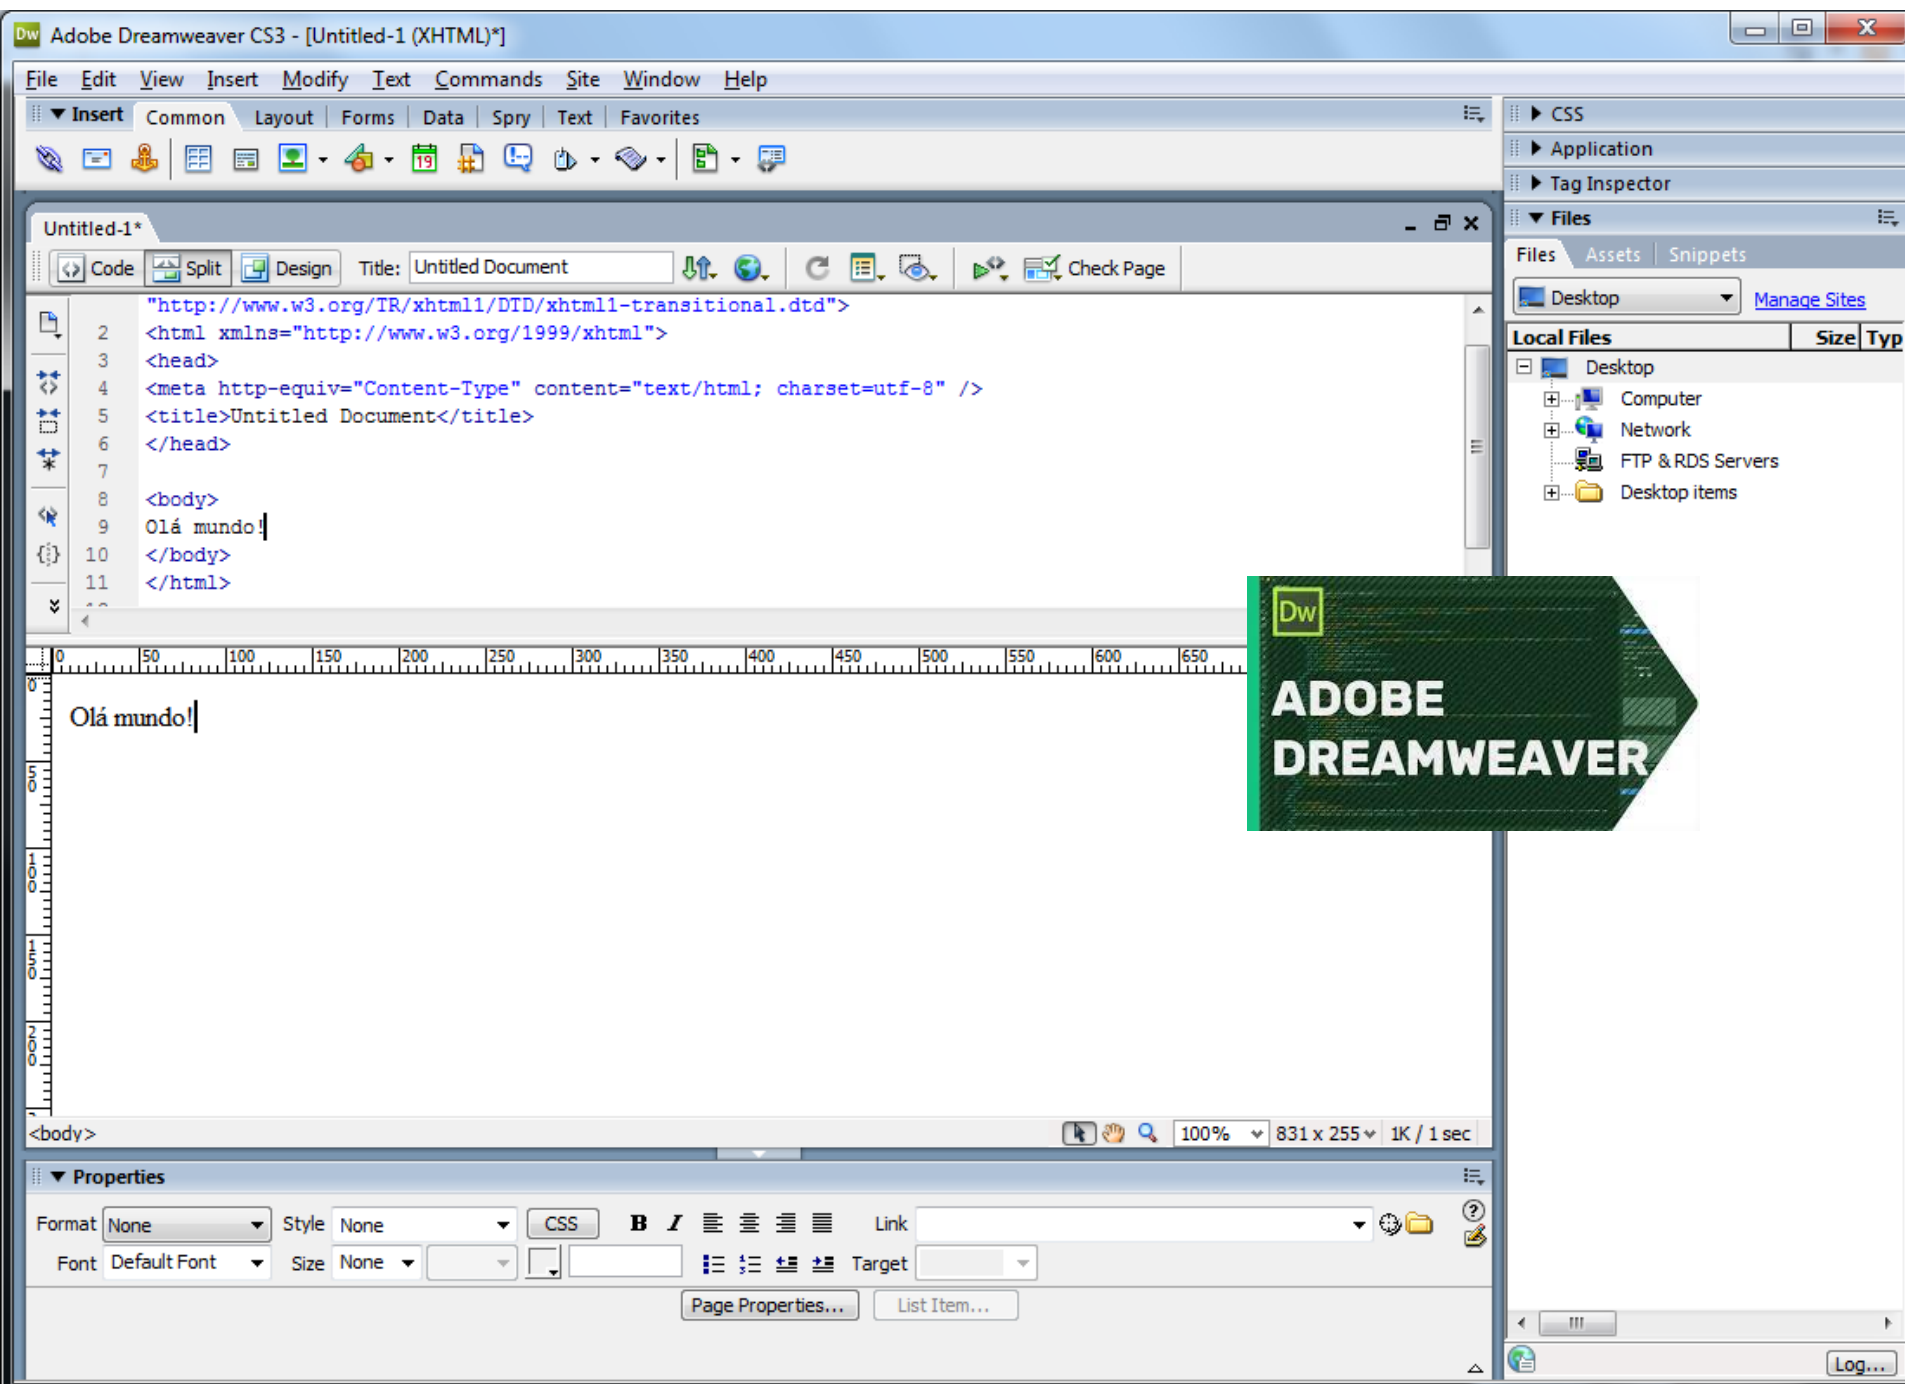 Dw Adobe Dreamweaver CS3 - [Untitled-1 (XHTML)*]
File Edit View Insert Modify Text Commands Site Window Help
Insert Common Layout Forms Data Spry Text Favorites
19
CSS
Application
Tag Inspector
Files
Files Assets Snippets
Desktop Manage Sites
Local Files Size Typ
Desktop
Computer
Network
FTP & RDS Servers
Desktop items
Untitled-1*
Code Split Design Title: Untitled Document Check Page
"http://www.w3.org/TR/xhtml1/DTD/xhtml1-transitional.dtd">
2 <html xmlns="http://www.w3.org/1999/xhtml">
3 <head>
4 <meta http-equiv="Content-Type" content="text/html; charset=utf-8" />
5 <title>Untitled Document</title>
6 </head>
7
8 <body>
9 Olá mundo!
10 </body>
11 </html>
0 50 100 150 200 250 300 350 400 450 500 550 600 650
0
50
100
150
200
Olá mundo!
Dw
ADOBE
DREAMWEAVER
<body> 100% 831 x 255 1K / 1 sec
Properties
Format None Style None CSS B I Link
Font Default Font Size None Target
Page Properties... List Item...
Log...